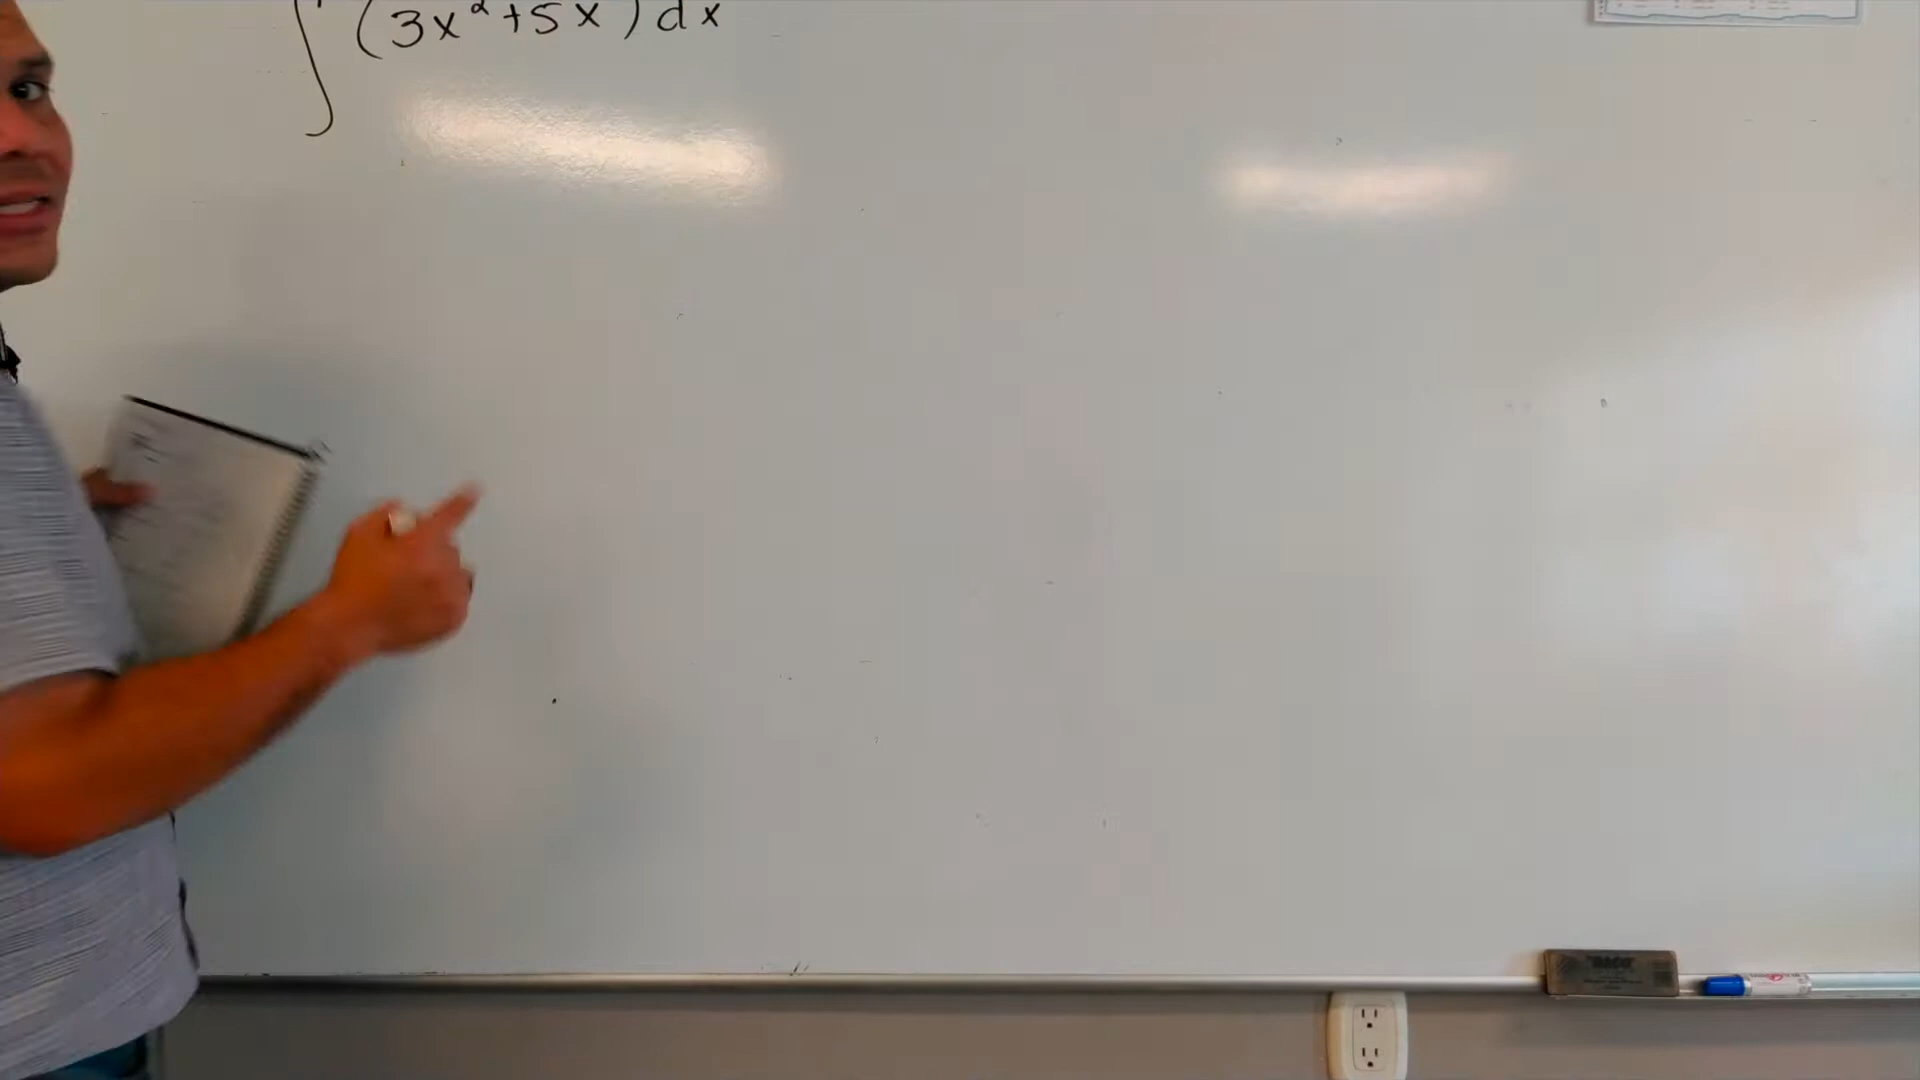 ∫ (3x²+5x) dx